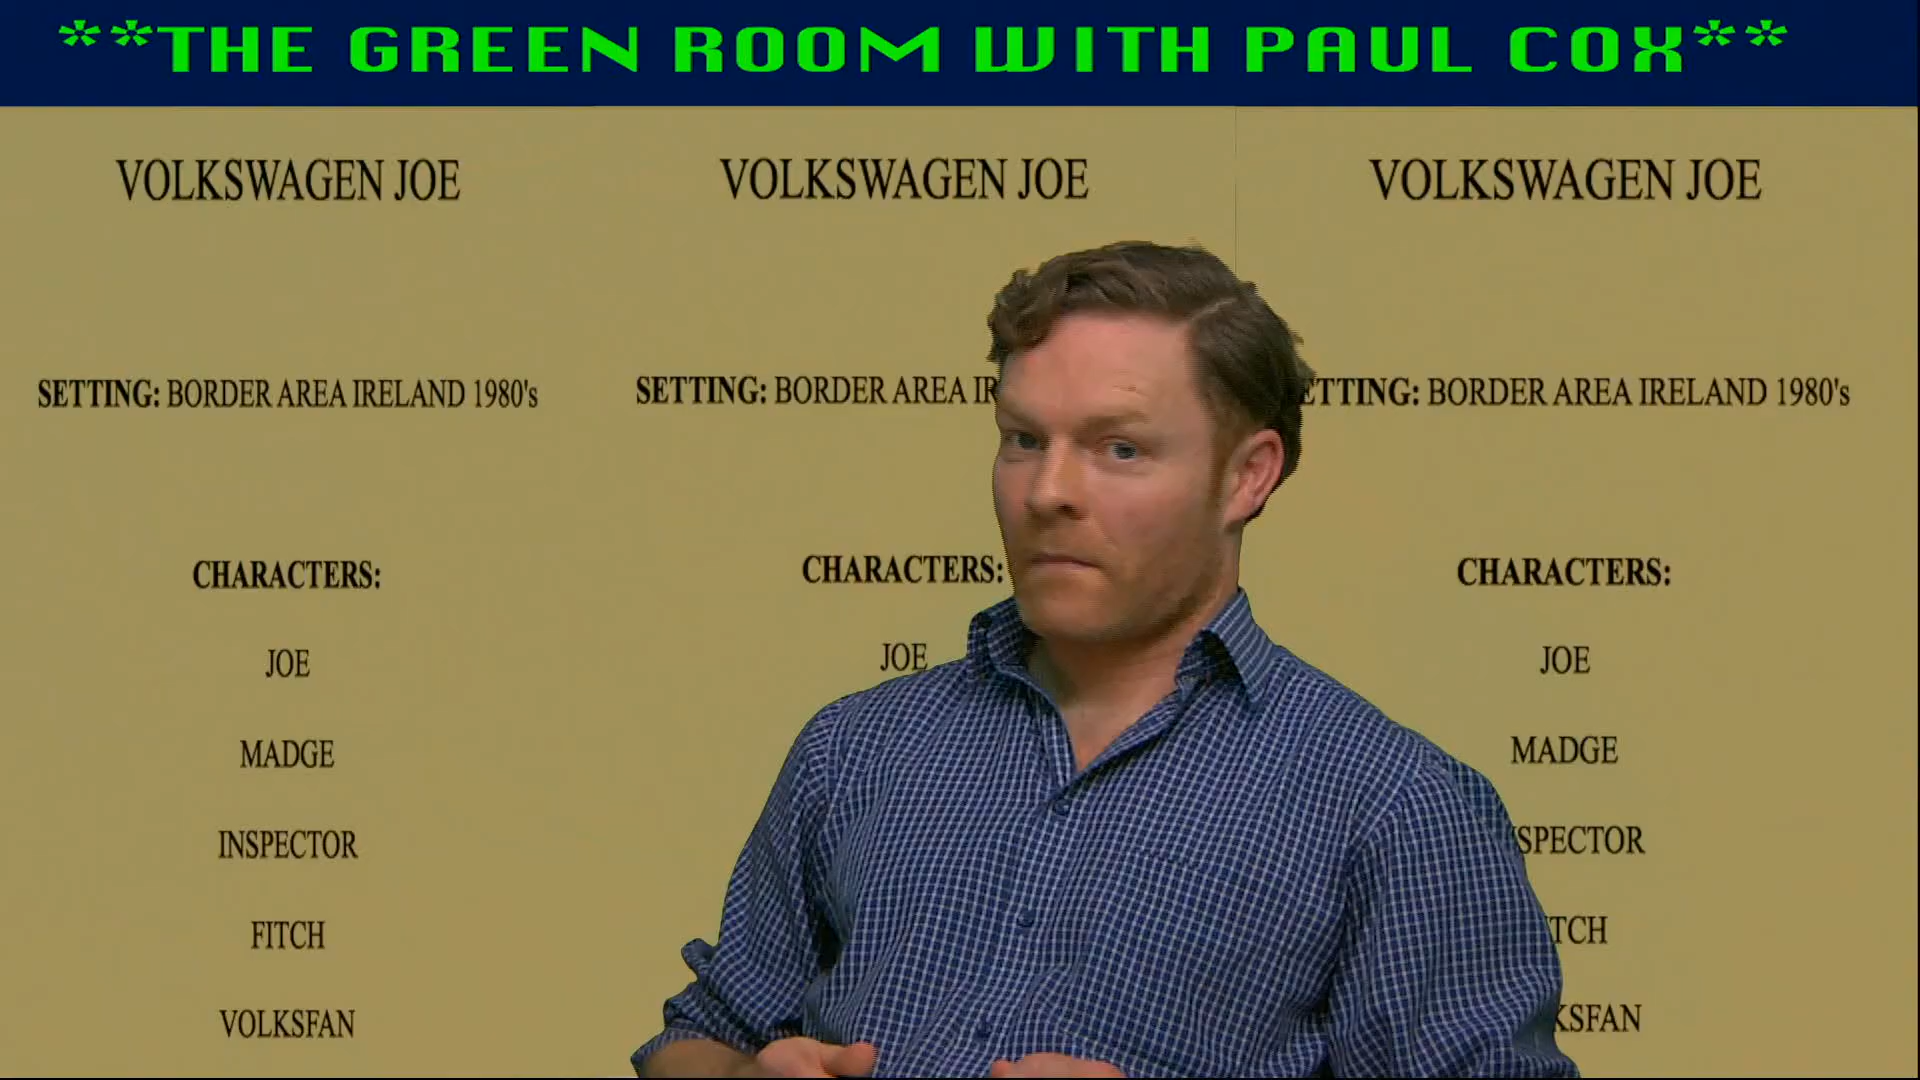 **THE GREEN ROOM WITH PAUL COX**
VOLKSWAGEN JOE
SETTING: BORDER AREA IRELAND 1980's
CHARACTERS:
JOE
MADGE
INSPECTOR
FITCH
VOLKSFAN
VOLKSWAGEN JOE
SETTING: BORDER AREA IR
CHARACTERS:
JOE
VOLKSWAGEN JOE
ETTING: BORDER AREA IRELAND 1980's
CHARACTERS:
JOE
MADGE
SPECTOR
TCH
KSFAN